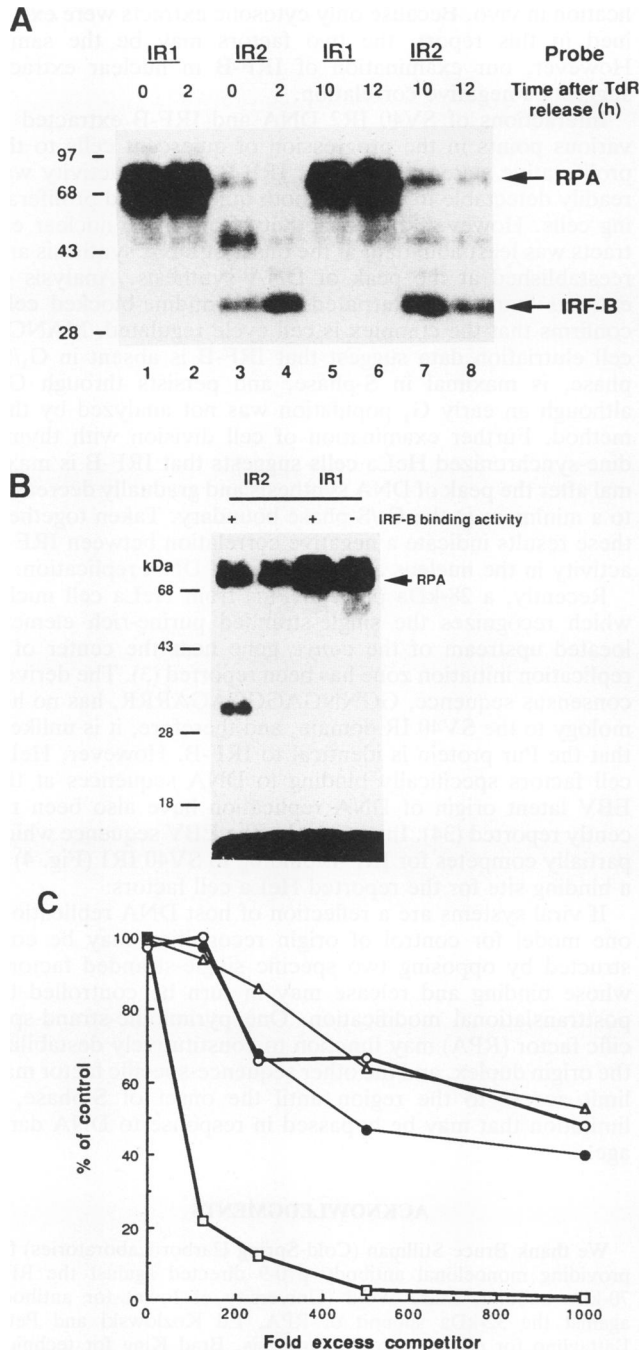 A
IR1 IR2 IR1 IR2 Probe
0 2 0 2 10 12 10 12 Time after TdR
release (h)
97
68
43
28
RPA
IRF-B
1 2 3 4 5 6 7 8
B
IR2 IR1
+ - + - IRF-B binding activity
kDa
68
43
28
18
RPA
C
% of control
100
80
60
40
20
0
0 200 400 600 800 1000
Fold excess competitor